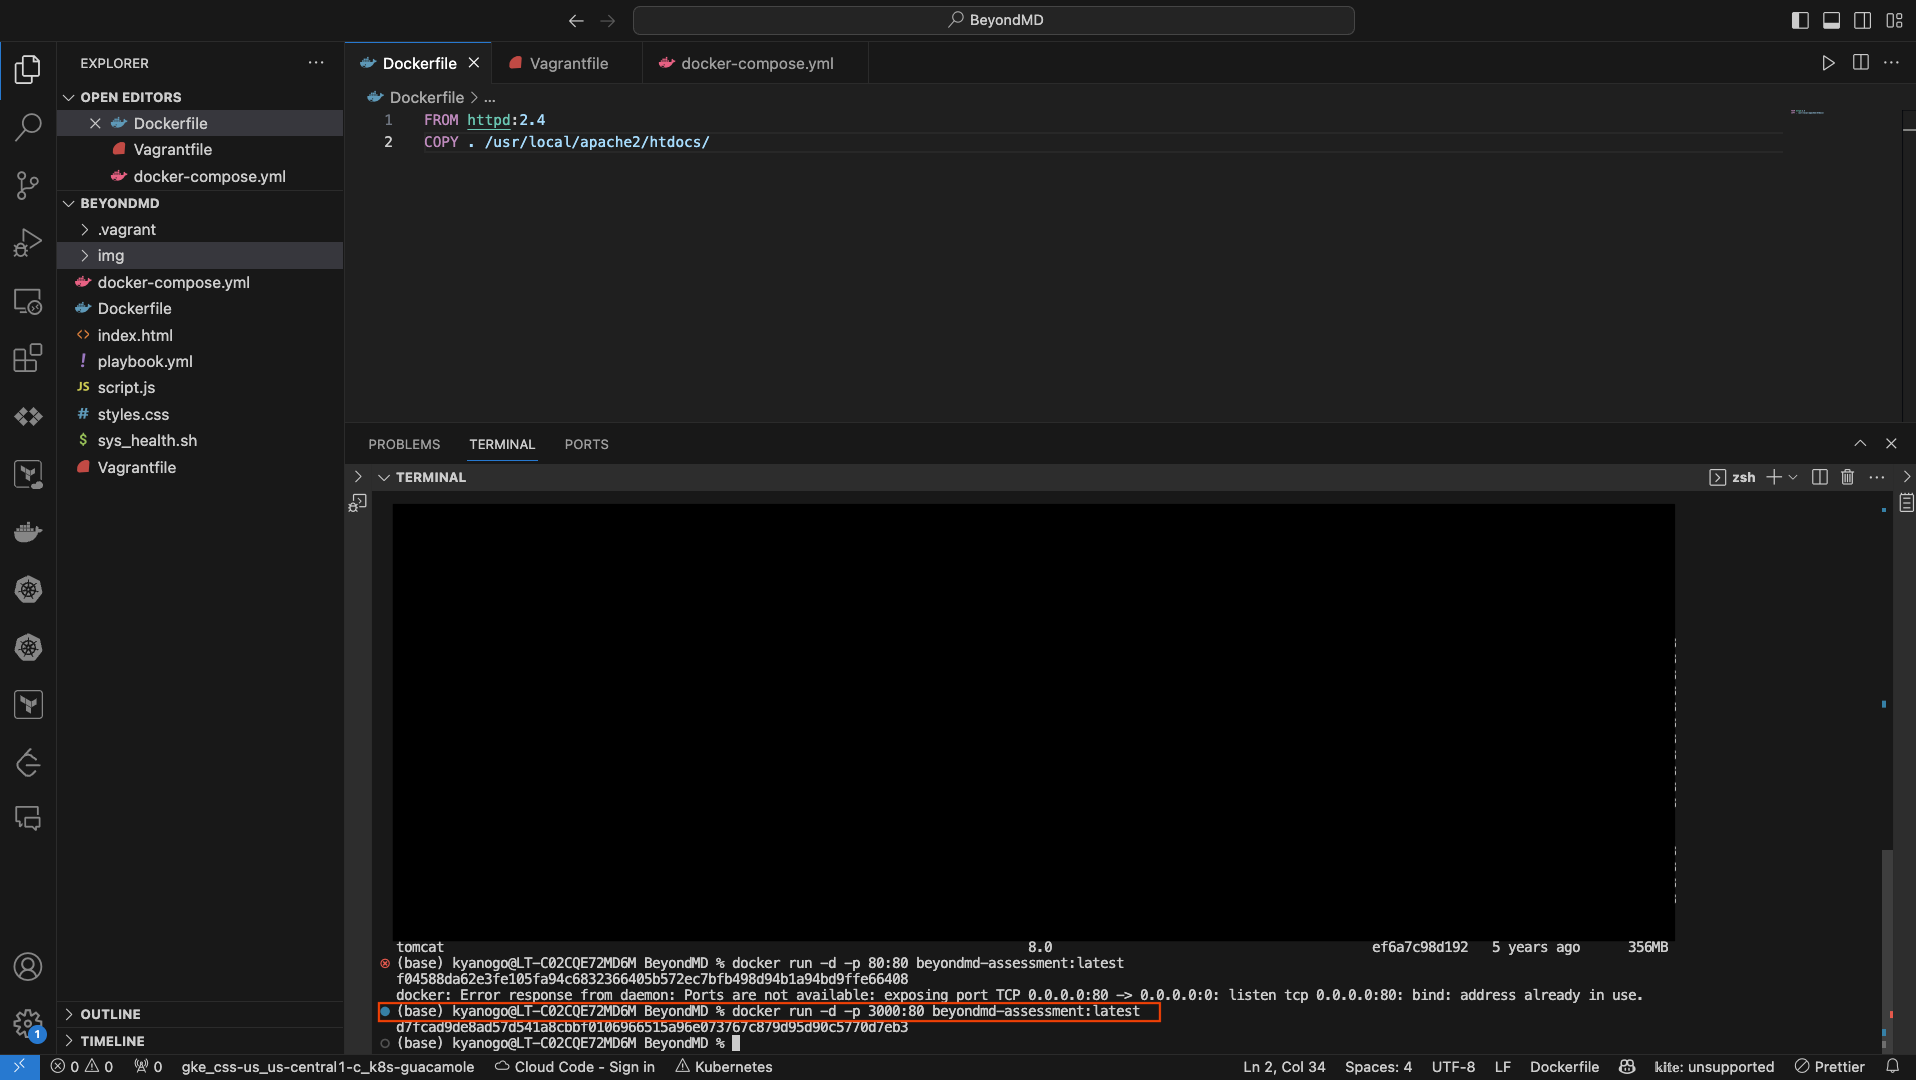 BeyondMD
EXPLORER
OPEN EDITORS
Dockerfile
Vagrantfile
docker-compose.yml
BEYONDMD
.vagrant
img
docker-compose.yml
Dockerfile
index.html
playbook.yml
JS script.js
# styles.css
$ sys_health.sh
Vagrantfile
OUTLINE
TIMELINE
Dockerfile
Vagrantfile
docker-compose.yml
Dockerfile > ...
1 FROM httpd:2.4
2 COPY . /usr/local/apache2/htdocs/
PROBLEMS TERMINAL PORTS
TERMINAL
zsh
tomcat 8.0 ef6a7c98d192 5 years ago 356MB
(base) kyanogo@LT-C02CQE72MD6M BeyondMD % docker run -d -p 80:80 beyondmd-assessment:latest
f04588da62e3fe105fa94c6832366405b572ec7bfb498d94b1a94bd9ffe66408
docker: Error response from daemon: Ports are not available: exposing port TCP 0.0.0.0:80 -> 0.0.0.0:0: listen tcp 0.0.0.0:80: bind: address already in use.
(base) kyanogo@LT-C02CQE72MD6M BeyondMD % docker run -d -p 3000:80 beyondmd-assessment:latest
d7fcad9de8ad57d541a8cbbf0106966515a96e073767c879d95d90c5770d7eb3
(base) kyanogo@LT-C02CQE72MD6M BeyondMD %
1
0 0 0 gke_css-us_us-central1-c_k8s-guacamole Cloud Code - Sign in Kubernetes Ln 2, Col 34 Spaces: 4 UTF-8 LF Dockerfile kite: unsupported Prettier